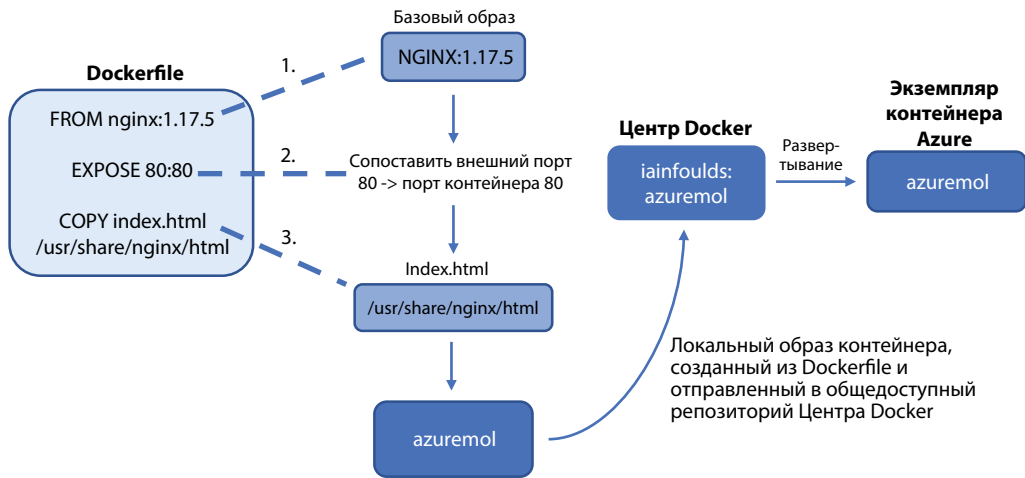 Dockerfile
FROM nginx:1.17.5
EXPOSE 80:80
COPY index.html
/usr/share/nginx/html
1.
2.
3.
Базовый образ
NGINX:1.17.5
Сопоставить внешний порт
80 -> порт контейнера 80
Index.html
/usr/share/nginx/html
azuremol
Центр Docker
iainfoulds:
azuremol
Развер-
тывание
Экземпляр
контейнера
Azure
azuremol
Локальный образ контейнера,
созданный из Dockerfile и
отправленный в общедоступный
репозиторий Центра Docker